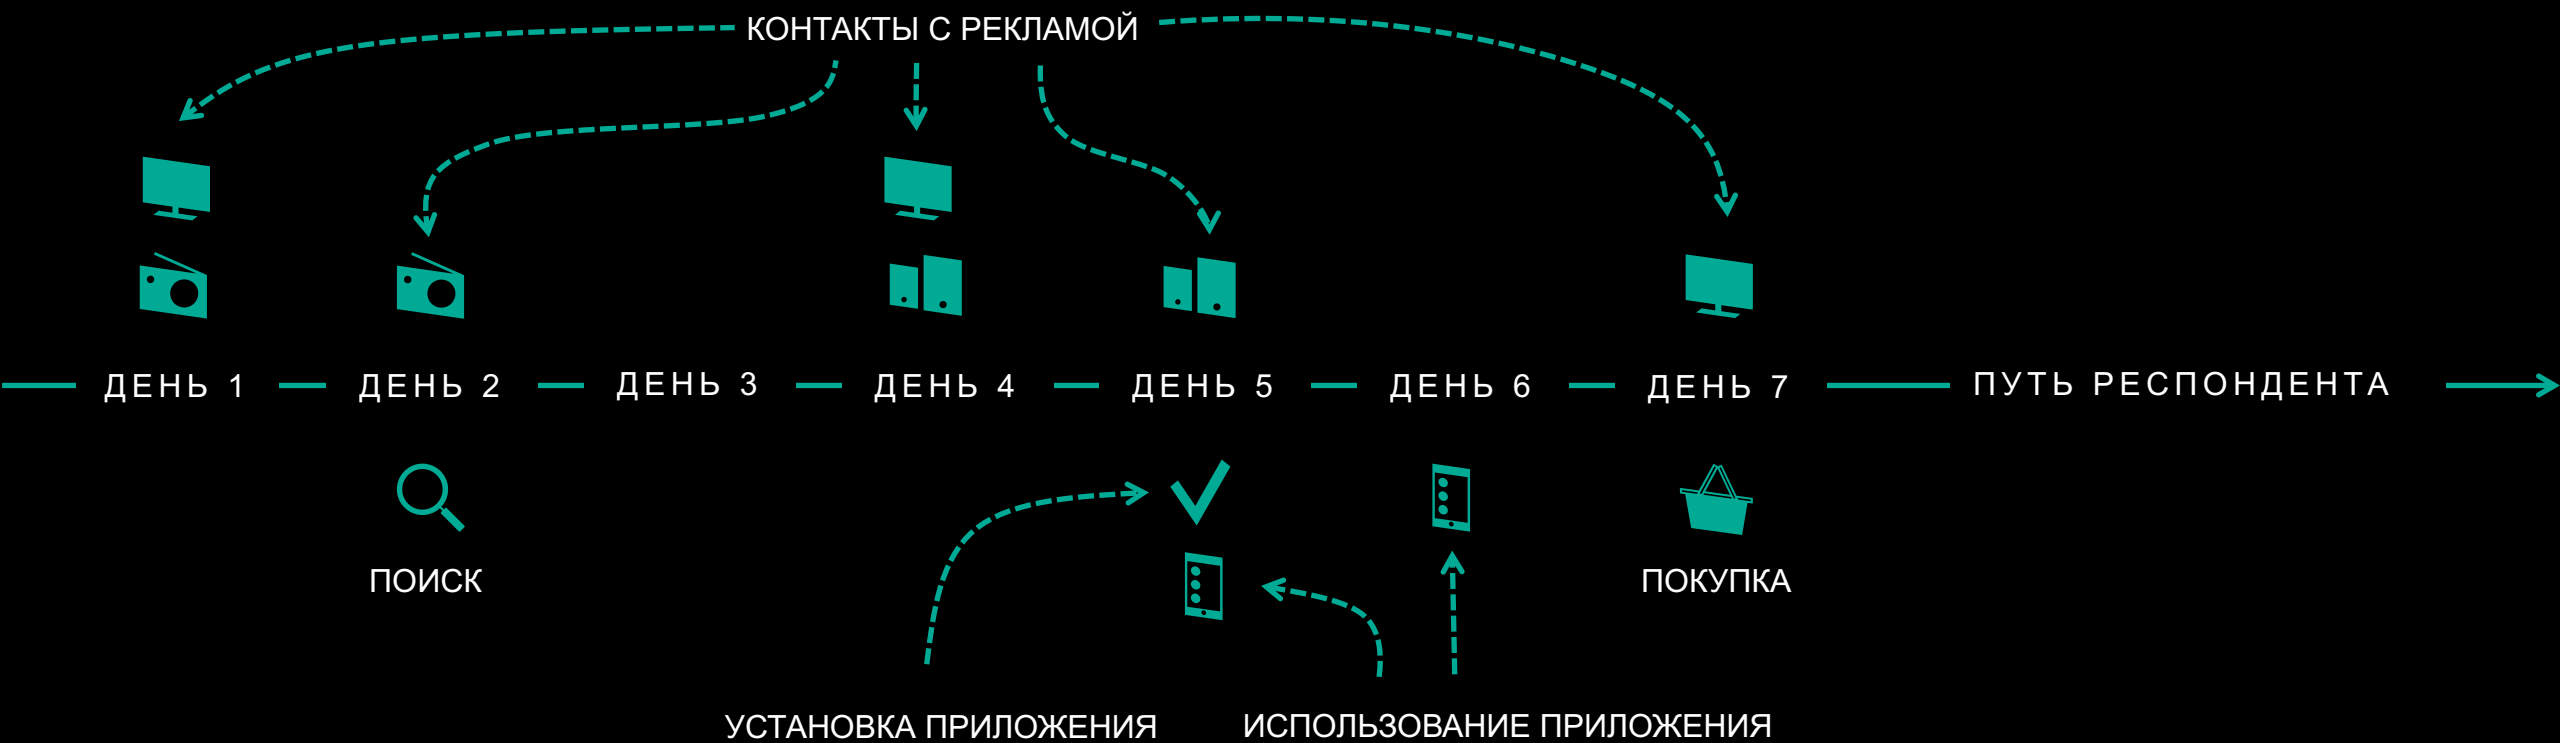 КОНТАКТЫ С РЕКЛАМОЙ
ДЕНЬ 1
ДЕНЬ 2
ДЕНЬ 3
ДЕНЬ 4
ДЕНЬ 5
ДЕНЬ 6
ДЕНЬ 7
ПУТЬ РЕСПОНДЕНТА
ПОИСК
ПОКУПКА
УСТАНОВКА ПРИЛОЖЕНИЯ
ИСПОЛЬЗОВАНИЕ ПРИЛОЖЕНИЯ